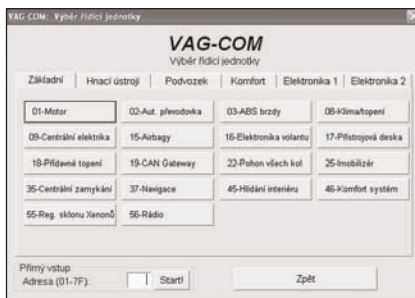 VAG-COM: Výběr řídicí jednotky
VAG-COM
Výběr řídicí jednotky
Základní Hnací ústrojí Podvozek Komfort Elektronika 1 Elektronika 2
01-Motor 02-Aut. převodovka 03-ABS brzdy 08-Klima/topení
09-Centrální elektrika 15-Airbagy 16-Elektronika volantu 17-Přístrojová deska
18-Přídavné topení 19-CAN Gateway 22-Pohon všech kol 25-Imobilizér
35-Centrální zamykání 37-Navigace 45-Hlídání interiéru 46-Komfort systém
55-Reg. sklonu Xenonů 56-Rádio
Přímý vstup
Adresa (01-7F): Start! Zpět